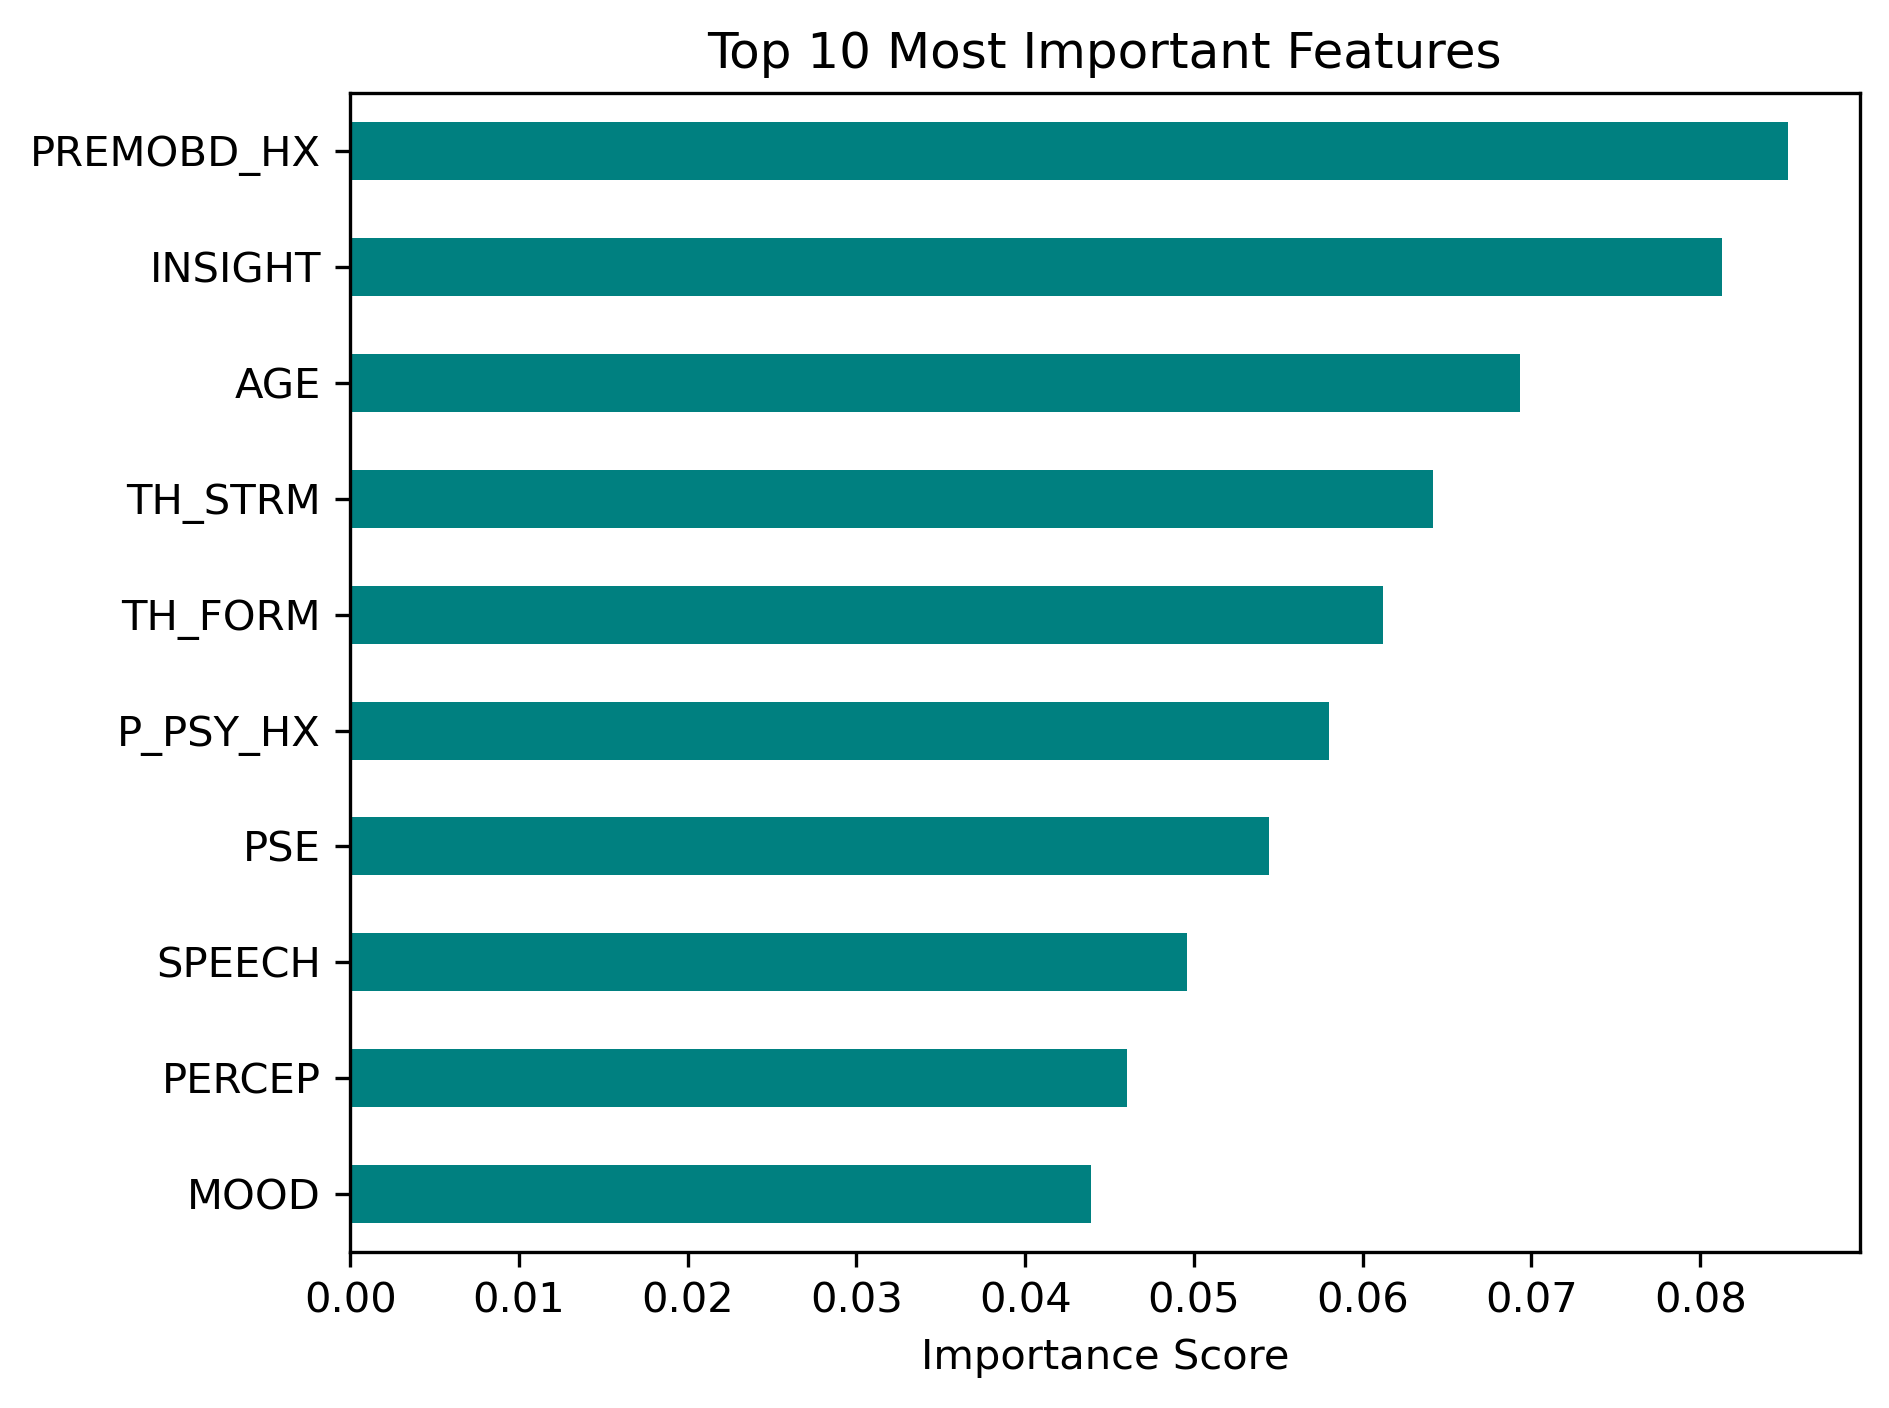 Top 10 Most Important Features
PREMOBD_HX
INSIGHT
AGE
TH_STRM
TH_FORM
P_PSY_HX
PSE
SPEECH
PERCEP
MOOD
0.00 0.01 0.02 0.03 0.04 0.05 0.06 0.07 0.08
Importance Score